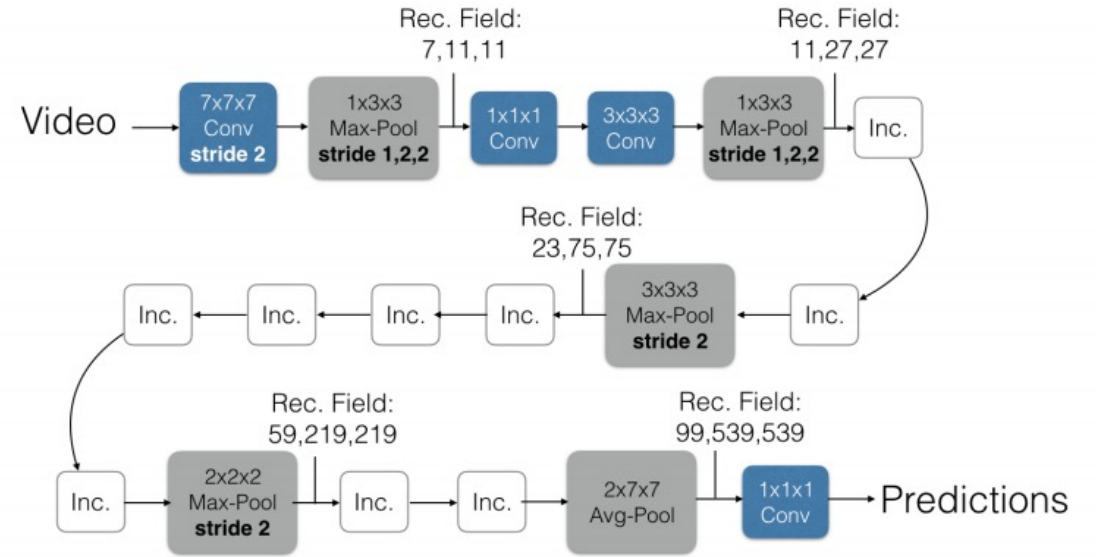 Rec. Field:
7,11,11
Rec. Field:
11,27,27
Video
7x7x7
Conv
stride 2
1x3x3
Max-Pool
stride 1,2,2
1x1x1
Conv
3x3x3
Conv
1x3x3
Max-Pool
stride 1,2,2
Inc.
Rec. Field:
23,75,75
Inc.
Inc.
Inc.
Inc.
3x3x3
Max-Pool
stride 2
Inc.
Rec. Field:
59,219,219
Rec. Field:
99,539,539
Inc.
2x2x2
Max-Pool
stride 2
Inc.
Inc.
2x7x7
Avg-Pool
1x1x1
Conv
Predictions